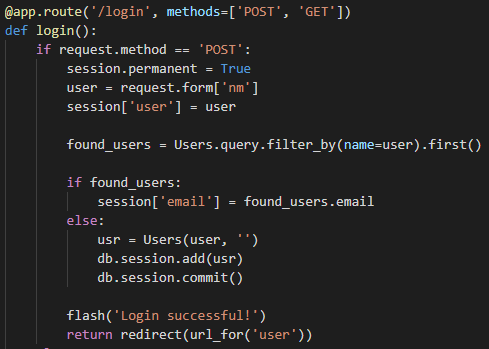 @app.route('/login', methods=['POST', 'GET'])
def login():
    if request.method == 'POST':
        session.permanent = True
        user = request.form['nm']
        session['user'] = user

        found_users = Users.query.filter_by(name=user).first()

        if found_users:
            session['email'] = found_users.email
        else:
            usr = Users(user, '')
            db.session.add(usr)
            db.session.commit()

        flash('Login successful!')
        return redirect(url_for('user'))